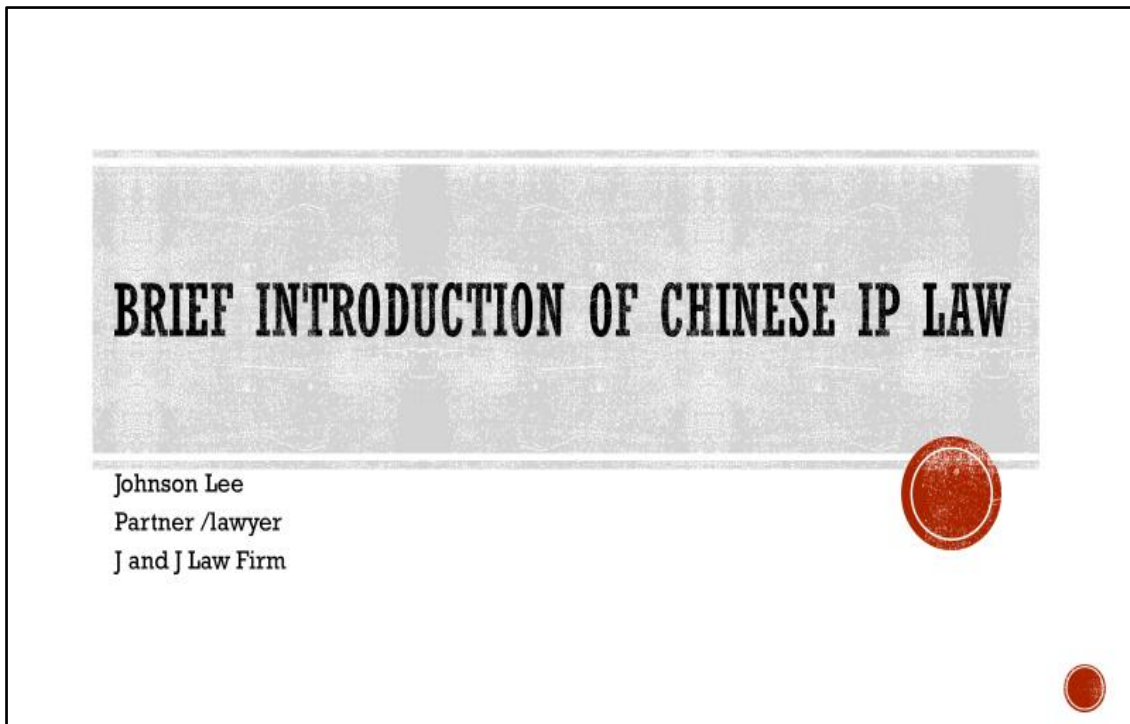 BRIEF INTRODUCTION OF CHINESE IP LAW
Johnson Lee
Partner /lawyer
J and J Law Firm